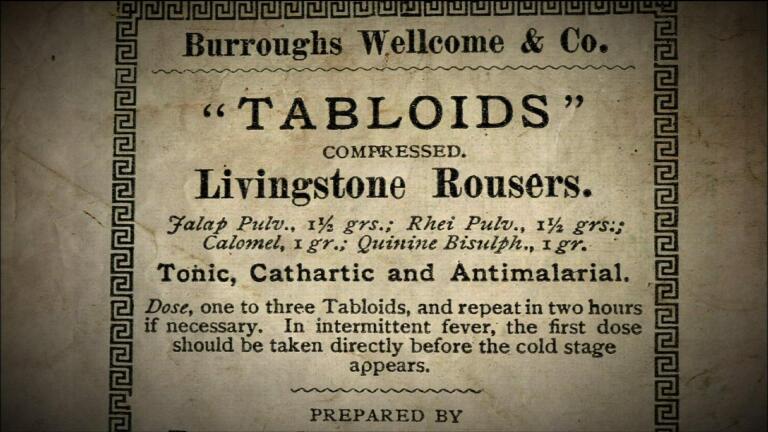 Burroughs Wellcome & Co.
"TABLOIDS"
COMPRESSED.
Livingstone Rousers.
Jalap Pulv., 1½ grs.; Rhei Pulv., 1½ grs.;
Calomel, 1 gr.; Quinine Bisulph., 1 gr.
Tonic, Cathartic and Antimalarial.
Dose, one to three Tabloids, and repeat in two hours
if necessary. In intermittent fever, the first dose
should be taken directly before the cold stage
appears.
PREPARED BY